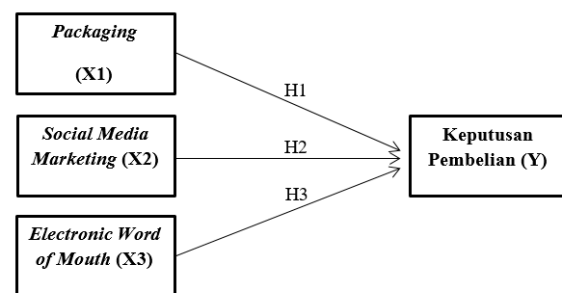 Packaging
(X1)
H1
Social Media
Marketing (X2)
H2
Keputusan
Pembelian (Y)
H3
Electronic Word
of Mouth (X3)